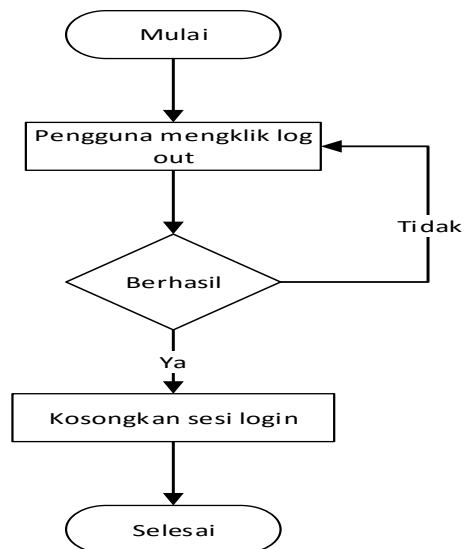 Mulai
Pengguna mengklik log
out
Tidak
Berhasil
Ya
Kosongkan sesi login
Selesai